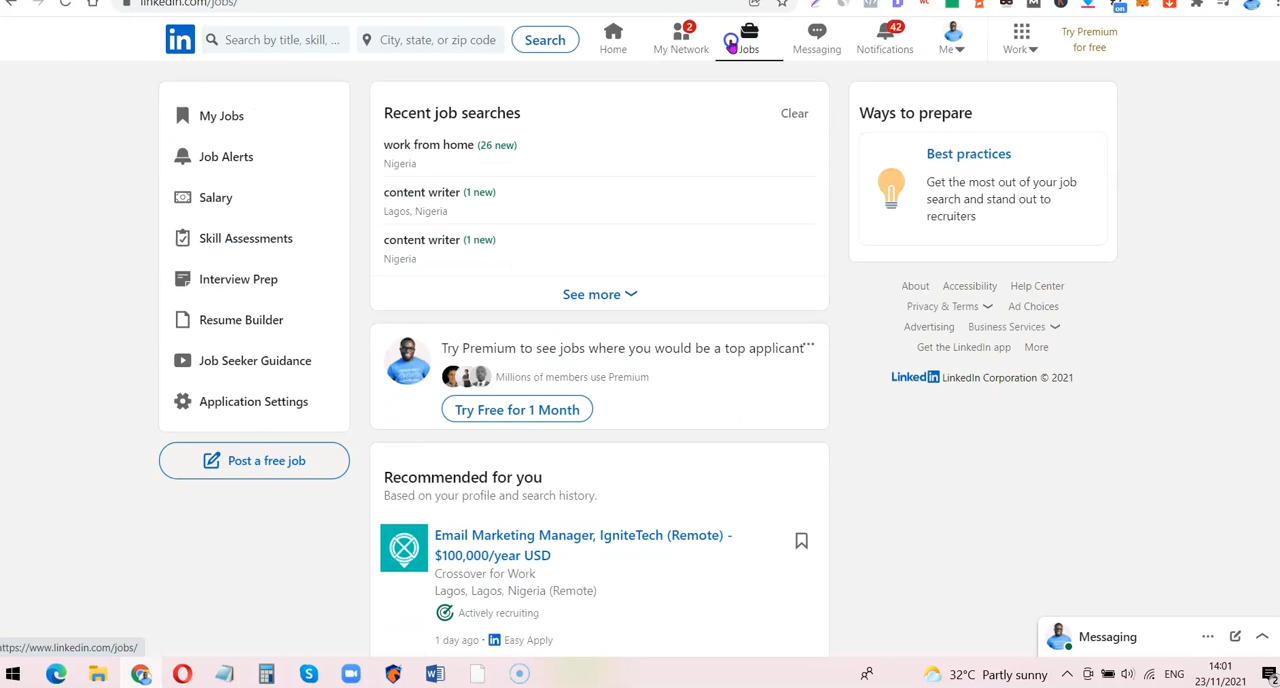 linkedin.com/jobs/
on
in
Search by title, skill, ...
City, state, or zip code
Search
Home
2
My Network
Jobs
Messaging
42
Notifications
Me
Work
Try Premium
for free
My Jobs
Job Alerts
Salary
Skill Assessments
Interview Prep
Resume Builder
Job Seeker Guidance
Application Settings
Post a free job
Recent job searches
Clear
work from home (26 new)
Nigeria
content writer (1 new)
Lagos, Nigeria
content writer (1 new)
Nigeria
See more
Try Premium to see jobs where you would be a top applicant
Millions of members use Premium
Try Free for 1 Month
Recommended for you
Based on your profile and search history.
Email Marketing Manager, IgniteTech (Remote) -
$100,000/year USD
Crossover for Work
Lagos, Lagos, Nigeria (Remote)
Actively recruiting
1 day ago · in Easy Apply
Ways to prepare
Best practices
Get the most out of your job
search and stand out to
recruiters
About Accessibility Help Center
Privacy & Terms Ad Choices
Advertising Business Services
Get the LinkedIn app More
LinkedIn LinkedIn Corporation © 2021
Messaging
https://www.linkedin.com/jobs/
32°C Partly sunny
ENG
14:01
23/11/2021
2